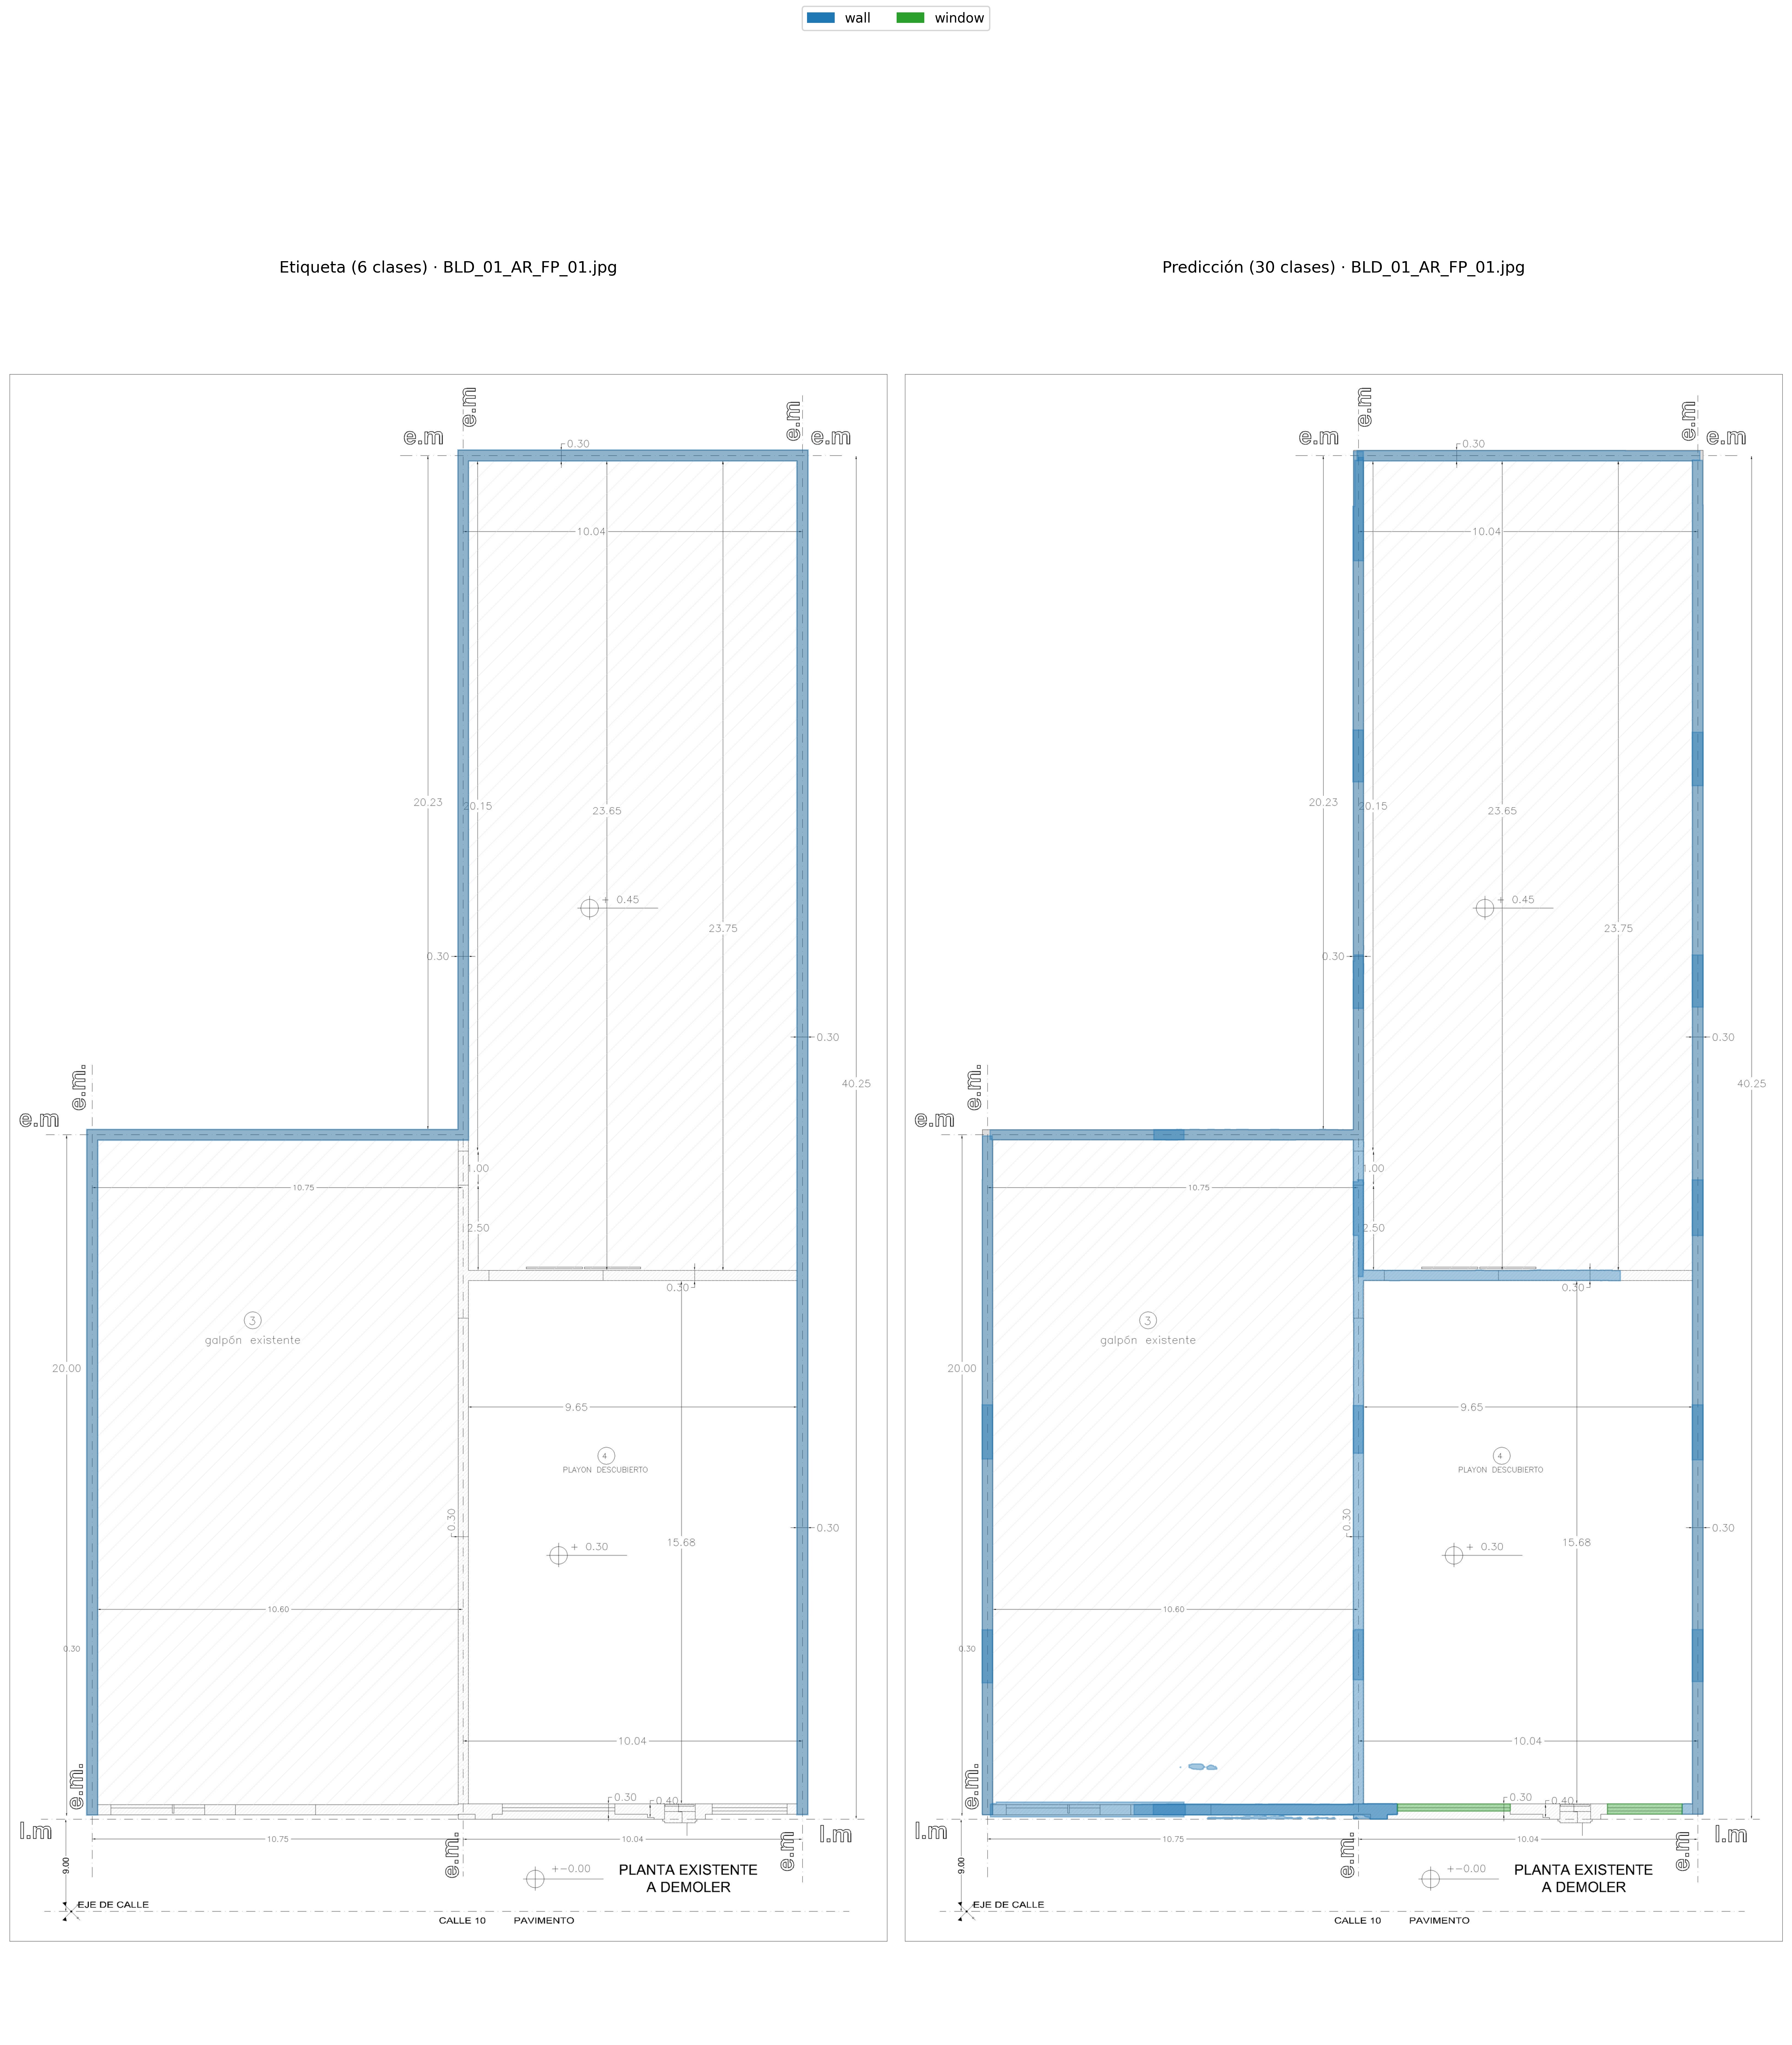 wall window
Etiqueta (6 clases) · BLD_01_AR_FP_01.jpg
e.m
e.m
e.m
e.m
0.30
10.04
20.23
20.15
23.65
+ 0.45
23.75
0.30
0.30
40.25
e.m.
e.m
1.00
10.75
2.50
0.30
3
galpón existente
20.00
9.65
4
PLAYON DESCUBIERTO
0.30
0.30
+ 0.30
15.68
10.60
0.30
10.04
e.m.
0.30
0.40
l.m
l.m
10.75
10.04
e.m.
e.m.
9.00
+-0.00
PLANTA EXISTENTE
A DEMOLER
EJE DE CALLE
CALLE 10 PAVIMENTO
Predicción (30 clases) · BLD_01_AR_FP_01.jpg
e.m
e.m
e.m
e.m
0.30
10.04
20.23
20.15
23.65
+ 0.45
23.75
0.30
0.30
40.25
e.m.
e.m
1.00
10.75
2.50
0.30
3
galpón existente
20.00
9.65
4
PLAYON DESCUBIERTO
0.30
0.30
+ 0.30
15.68
10.60
0.30
10.04
e.m.
0.30
0.40
l.m
l.m
10.75
10.04
e.m.
e.m.
9.00
+-0.00
PLANTA EXISTENTE
A DEMOLER
EJE DE CALLE
CALLE 10 PAVIMENTO